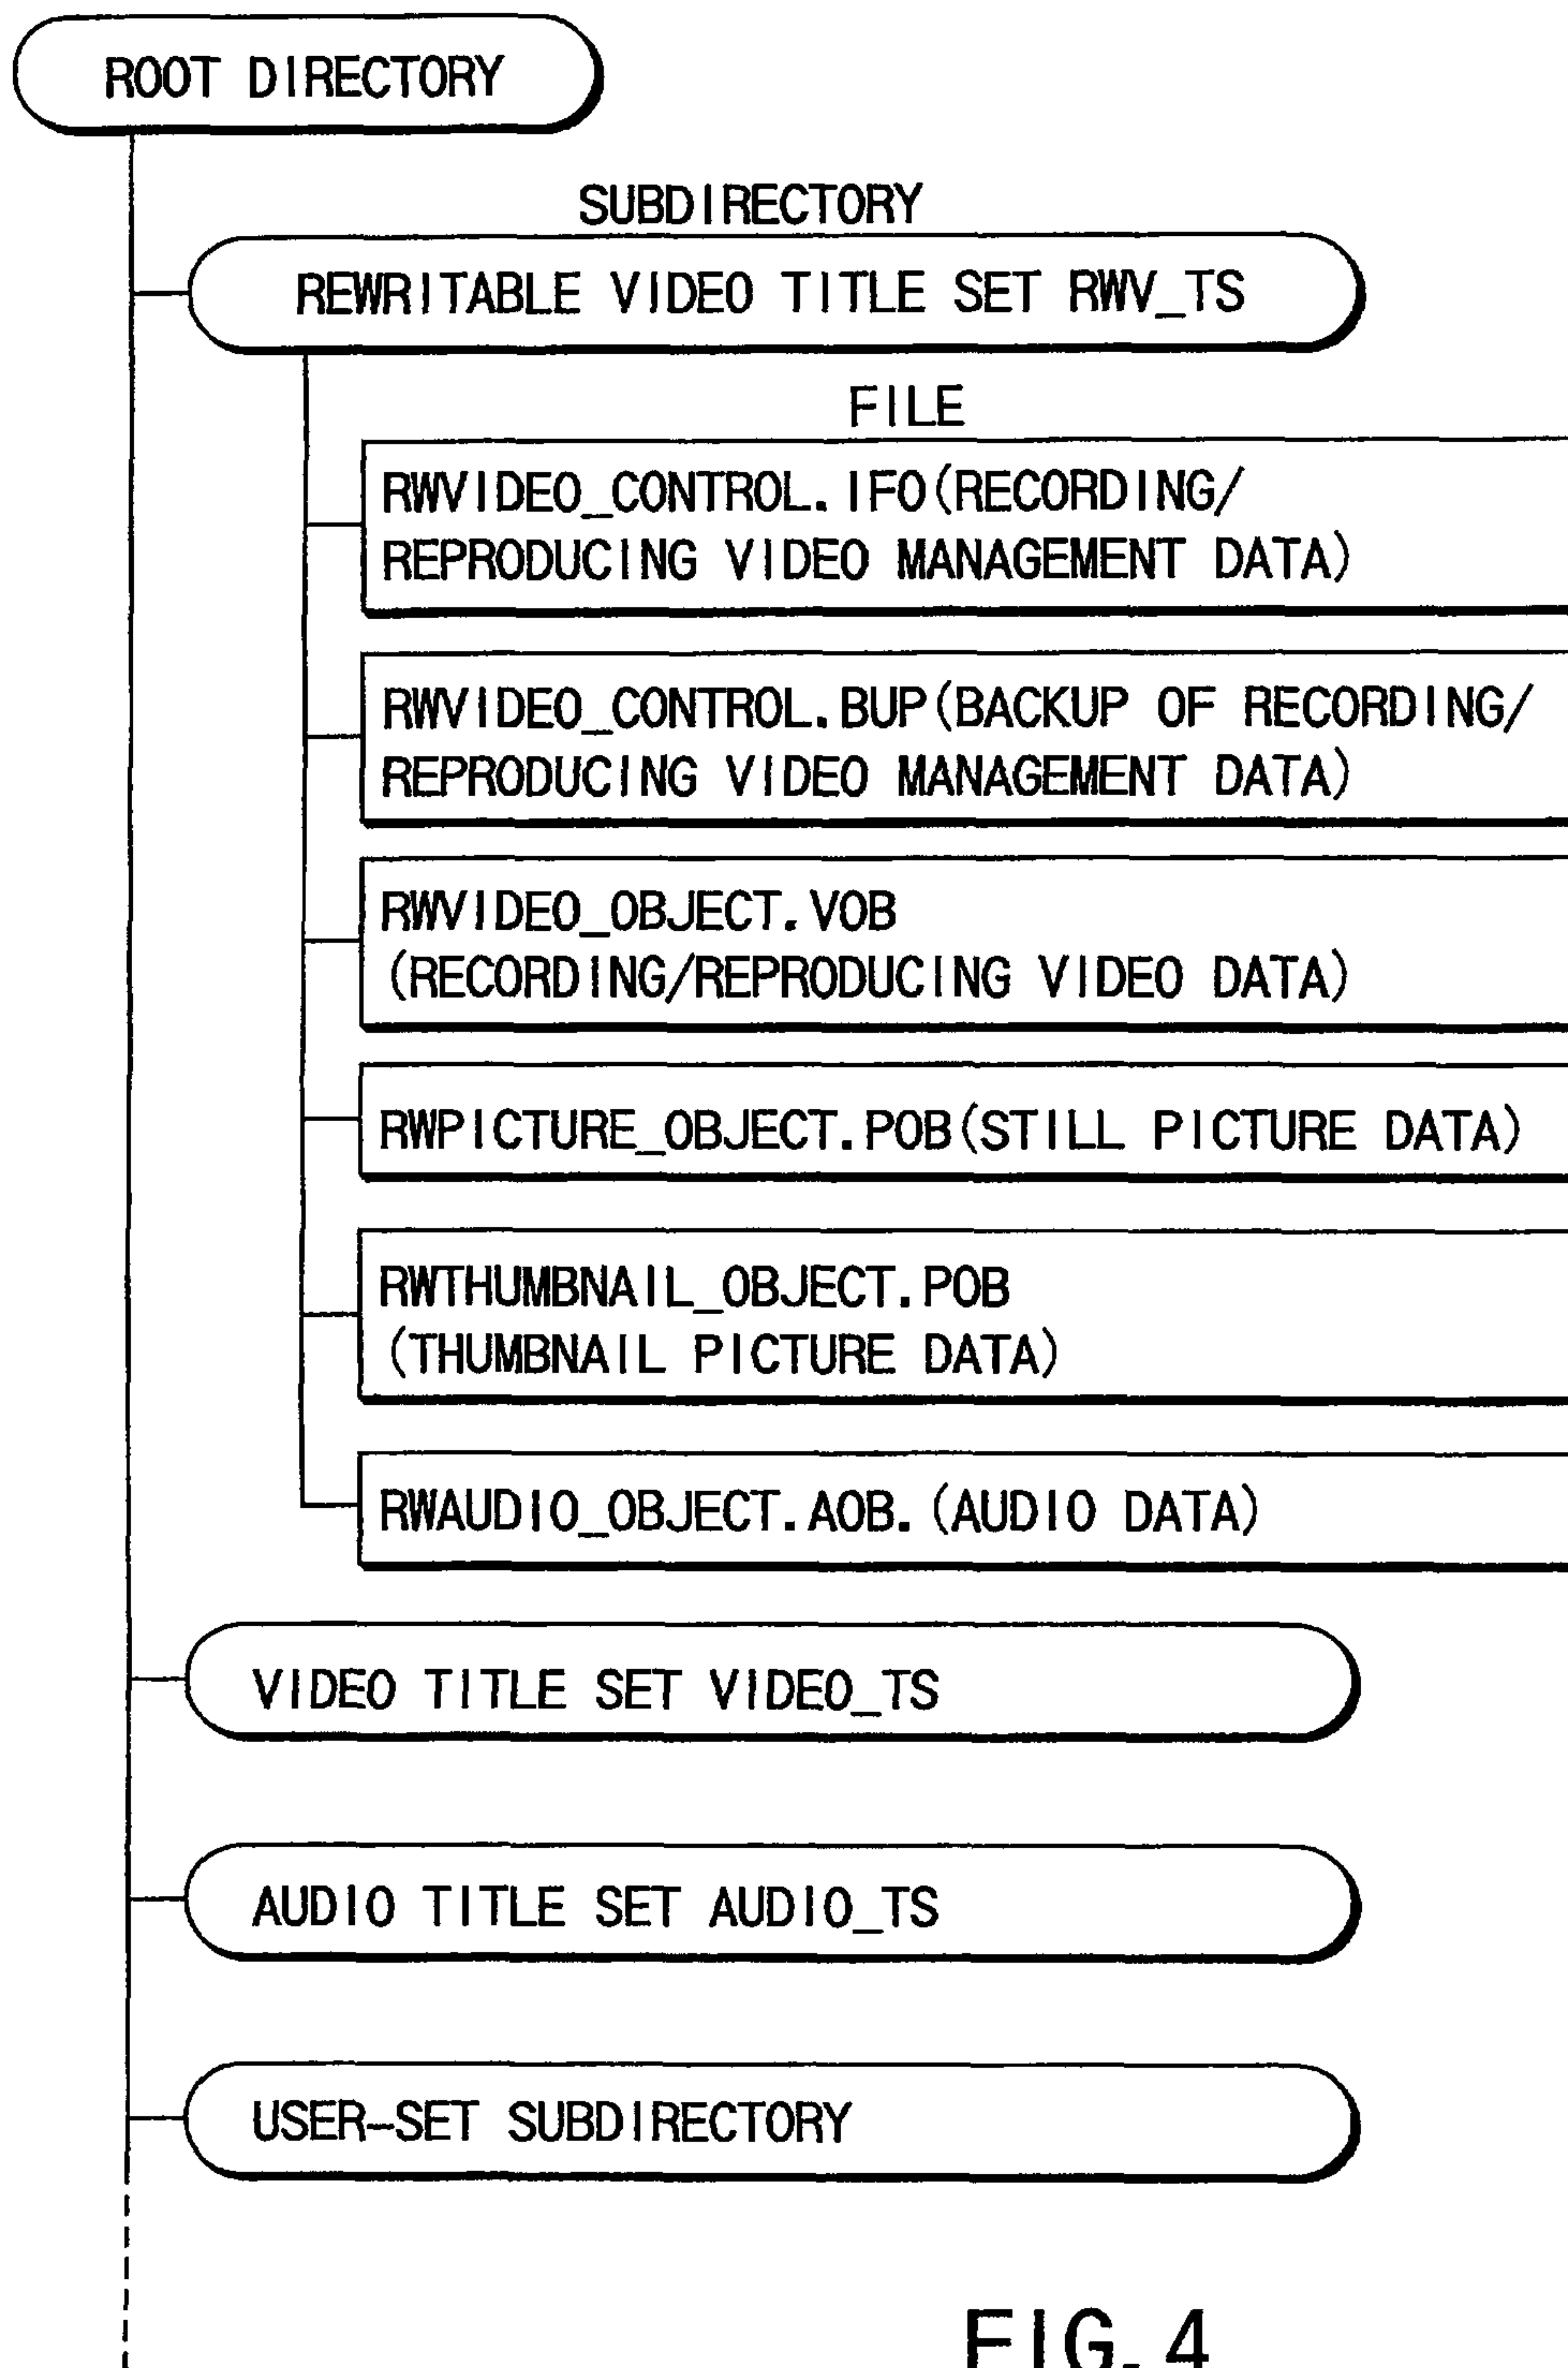 ROOT DIRECTORY
SUBDIRECTORY
REWRITABLE VIDEO TITLE SET RWV_TS
FILE
RWVIDEO_CONTROL.IFO(RECORDING/
REPRODUCING VIDEO MANAGEMENT DATA)
RWVIDEO_CONTROL.BUP(BACKUP OF RECORDING/
REPRODUCING VIDEO MANAGEMENT DATA)
RWVIDEO_OBJECT.VOB
(RECORDING/REPRODUCING VIDEO DATA)
RWPICTURE_OBJECT.POB(STILL PICTURE DATA)
RWTHUMBNAIL_OBJECT.POB
(THUMBNAIL PICTURE DATA)
RWAUDIO_OBJECT.AOB.(AUDIO DATA)
VIDEO TITLE SET VIDEO_TS
AUDIO TITLE SET AUDIO_TS
USER-SET SUBDIRECTORY
FIG.4